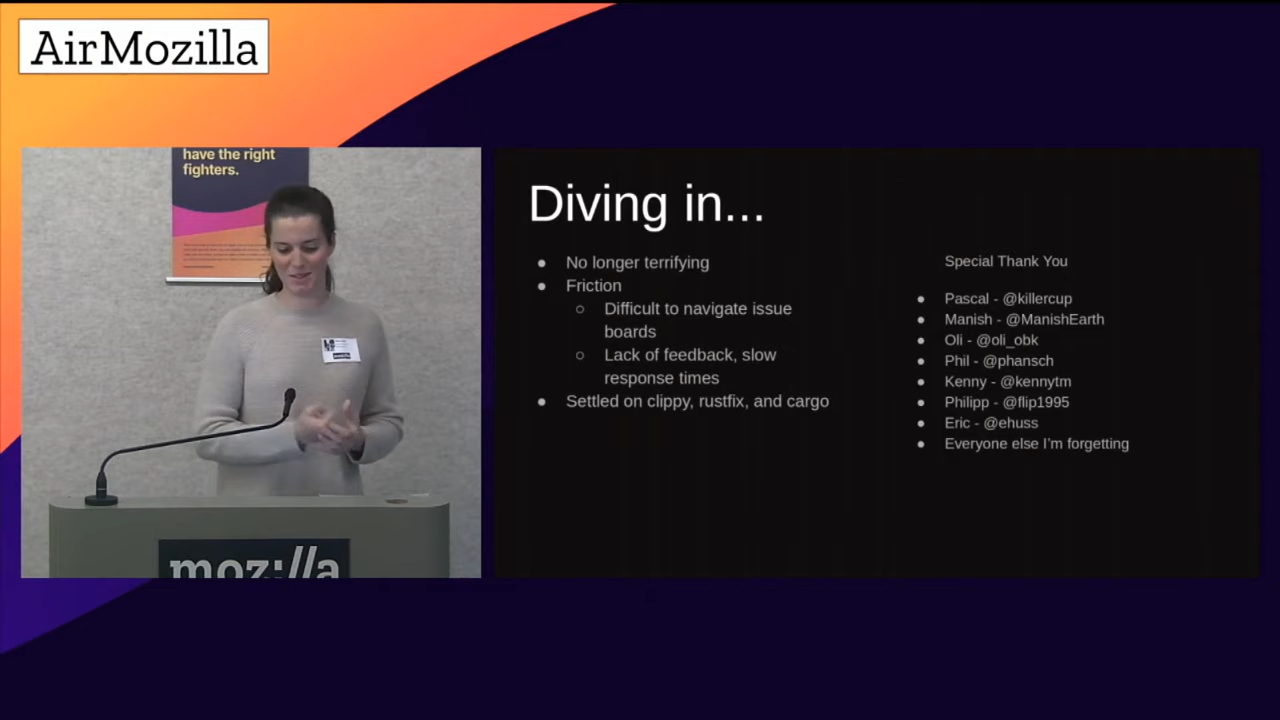 AirMozilla
have the right
fighters.
moz://a
Diving in...
● No longer terrifying
● Friction
○ Difficult to navigate issue
boards
○ Lack of feedback, slow
response times
● Settled on clippy, rustfix, and cargo
Special Thank You
● Pascal - @killercup
● Manish - @ManishEarth
● Oli - @oli_obk
● Phil - @phansch
● Kenny - @kennytm
● Philipp - @flip1995
● Eric - @ehuss
● Everyone else I'm forgetting